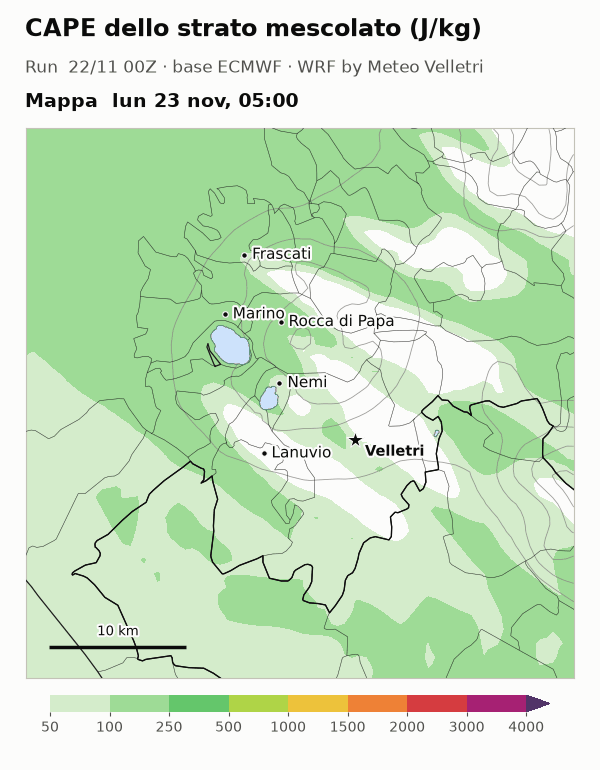 CAPE dello strato mescolato (J/kg)
Run  22/11 00Z · base ECMWF · WRF by Meteo Velletri
Mappa  lun 23 nov, 05:00
Frascati
Marino
Rocca di Papa
Nemi
Velletri
Lanuvio
10 km
50 100 250 500 1000 1500 2000 3000 4000